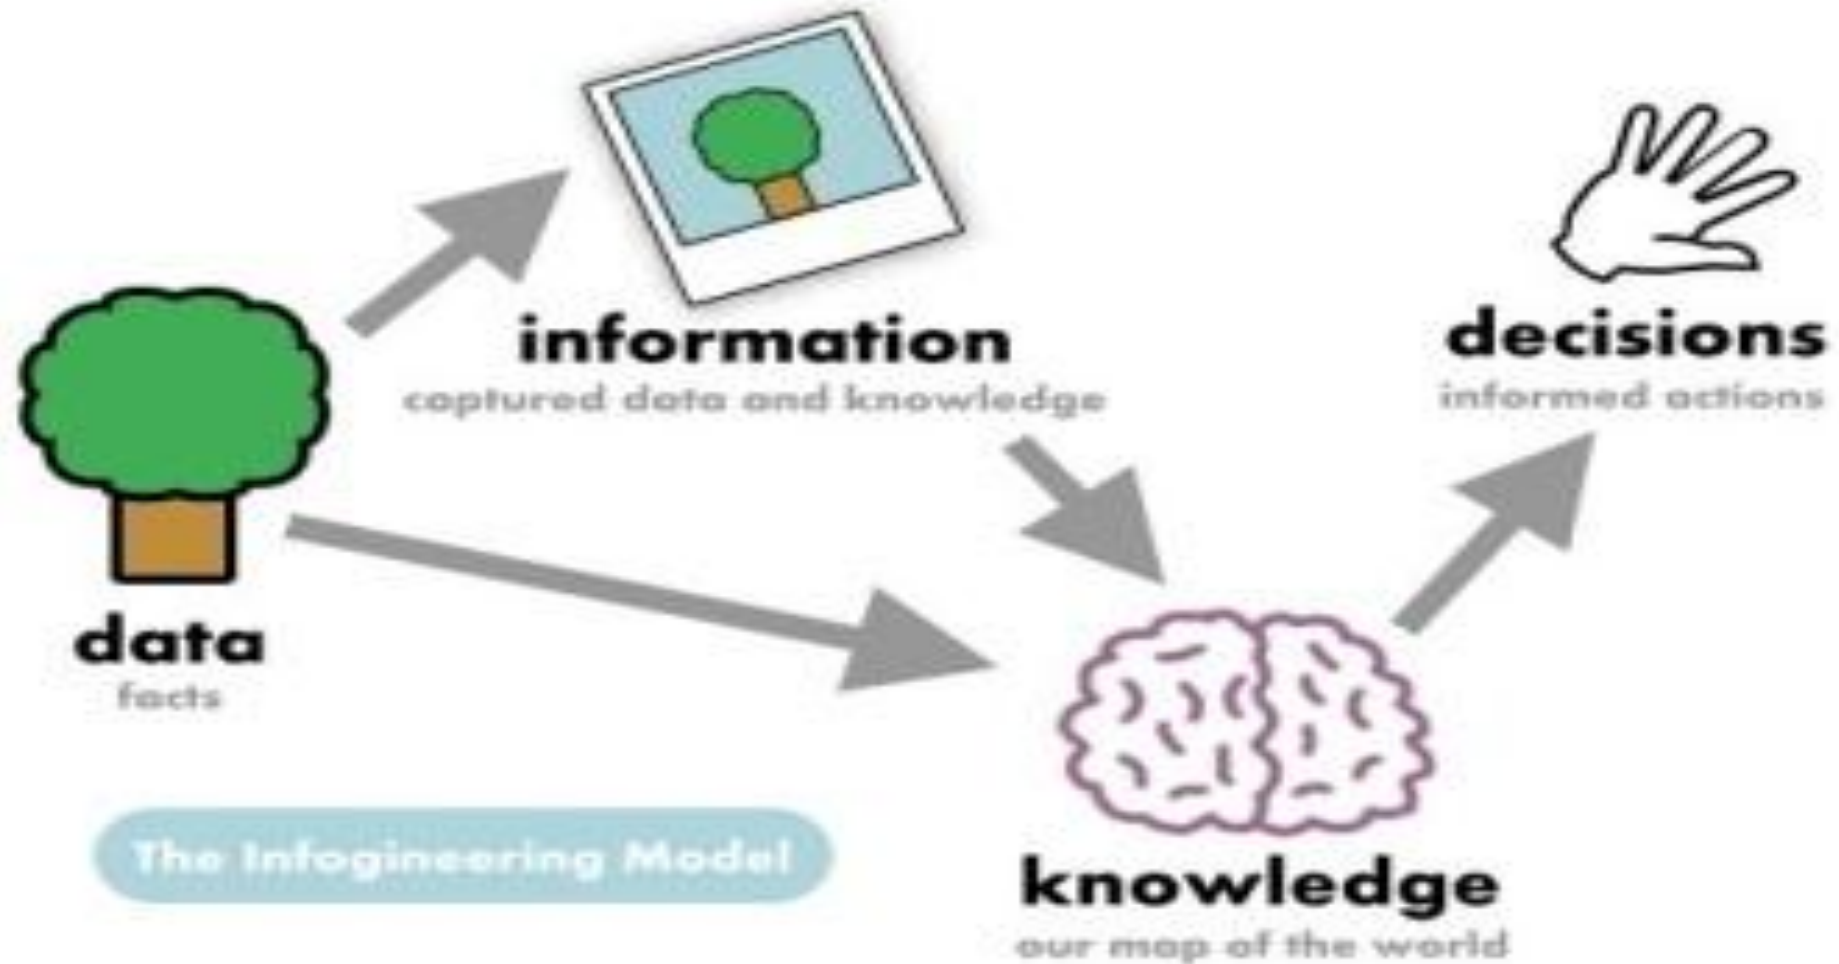 information
captured data and knowledge
decisions
informed actions
data
facts
The Infogineering Model
knowledge
our map of the world